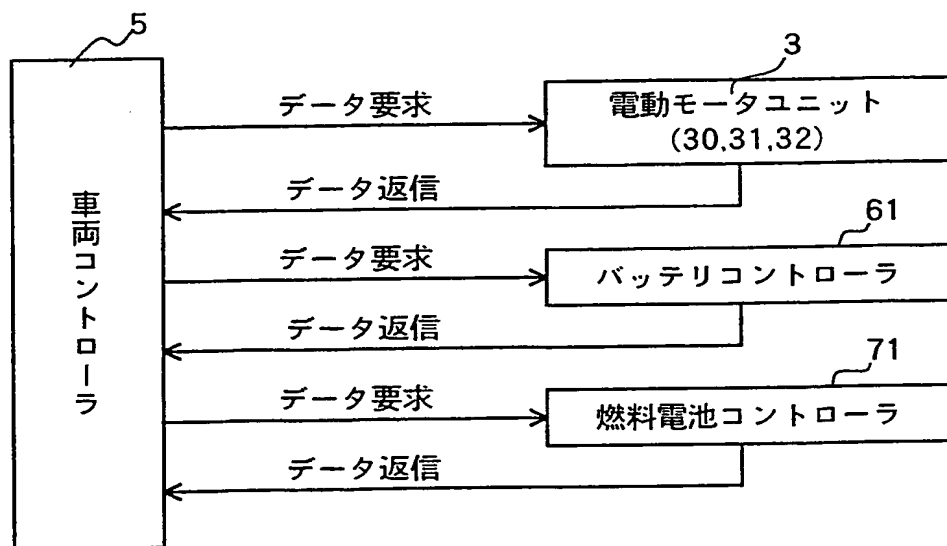 5
車両コントローラ
データ要求
3
電動モータユニット
(30,31,32)
データ返信
データ要求
61
バッテリコントローラ
データ返信
データ要求
71
燃料電池コントローラ
データ返信